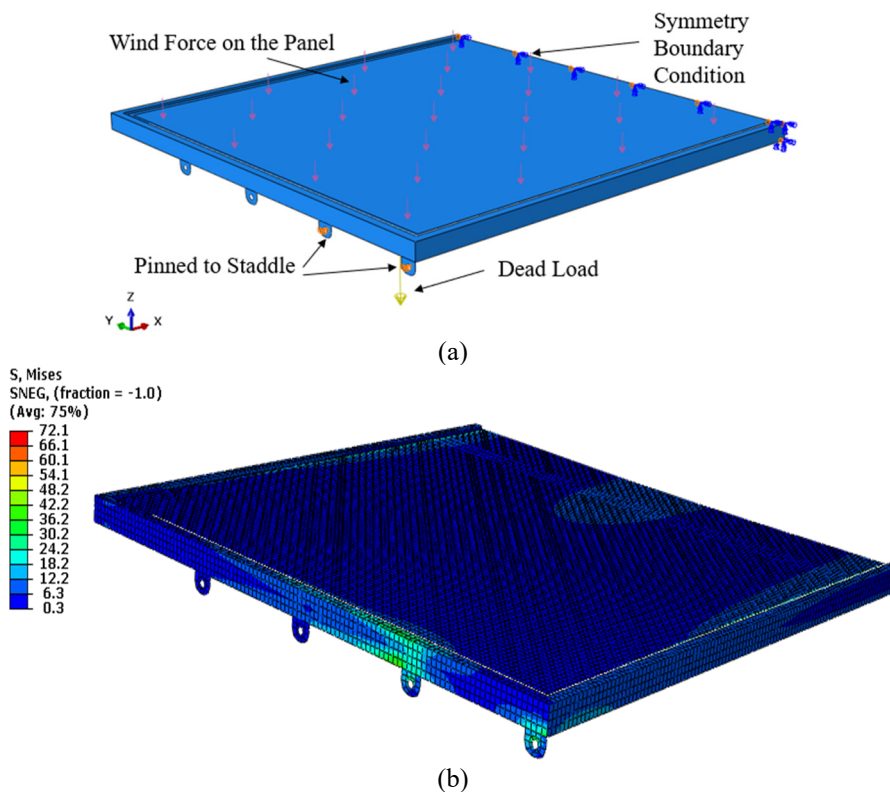 Wind Force on the Panel
Symmetry
Boundary
Condition
Pinned to Staddle
Dead Load
Z
Y
X
(a)
S, Mises
SNEG, (fraction = -1.0)
(Avg: 75%)
72.1
66.1
60.1
54.1
48.2
42.2
36.2
30.2
24.2
18.2
12.2
6.3
0.3
(b)